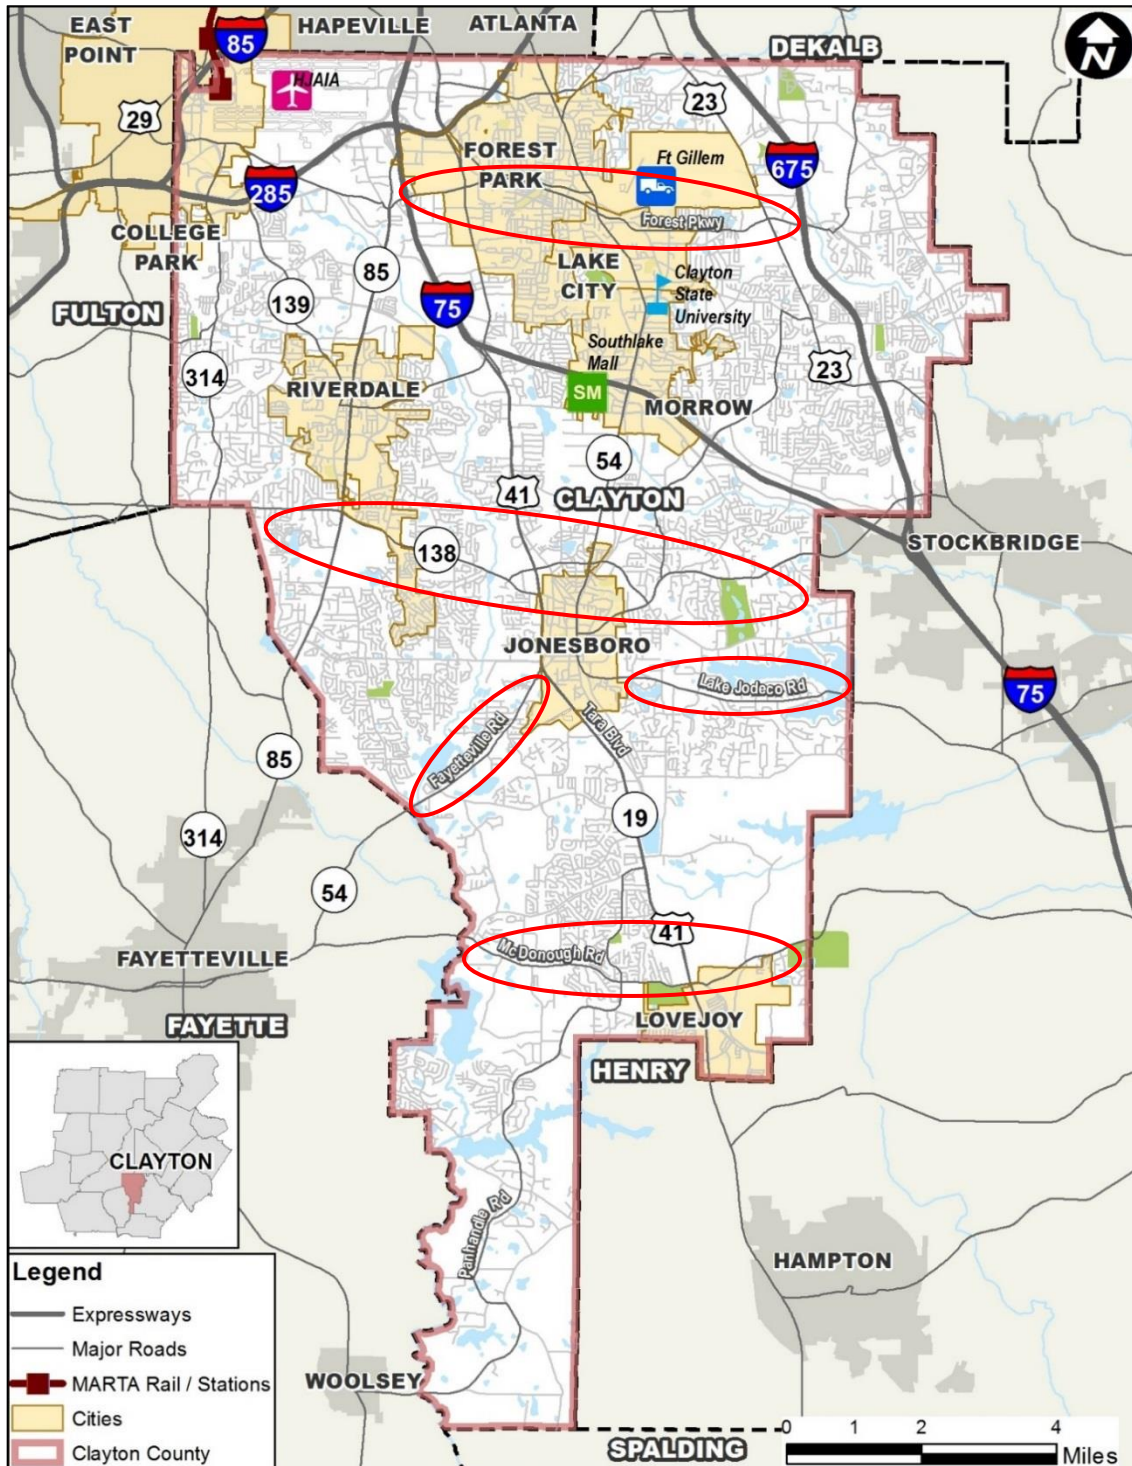 EAST
POINT
85
HAPEVILLE
ATLANTA
DEKALB
N
HJAIA
29
23
285
FOREST
PARK
Ft Gillem
675
Forest Pkwy
COLLEGE
PARK
85
LAKE
CITY
Clayton
State
University
FULTON
139
75
Southlake
Mall
314
RIVERDALE
SM
MORROW
23
54
41
CLAYTON
138
STOCKBRIDGE
JONESBORO
Lake Jodeco Rd
75
Fayetteville Rd
Tara Blvd
85
314
19
54
41
McDonough Rd
FAYETTEVILLE
FAYETTE
LOVEJOY
HENRY
CLAYTON
Panhandle Rd
HAMPTON
WOOLSEY
SPALDING
Legend
Expressways
Major Roads
MARTA Rail / Stations
Cities
Clayton County
0 1 2 4
Miles